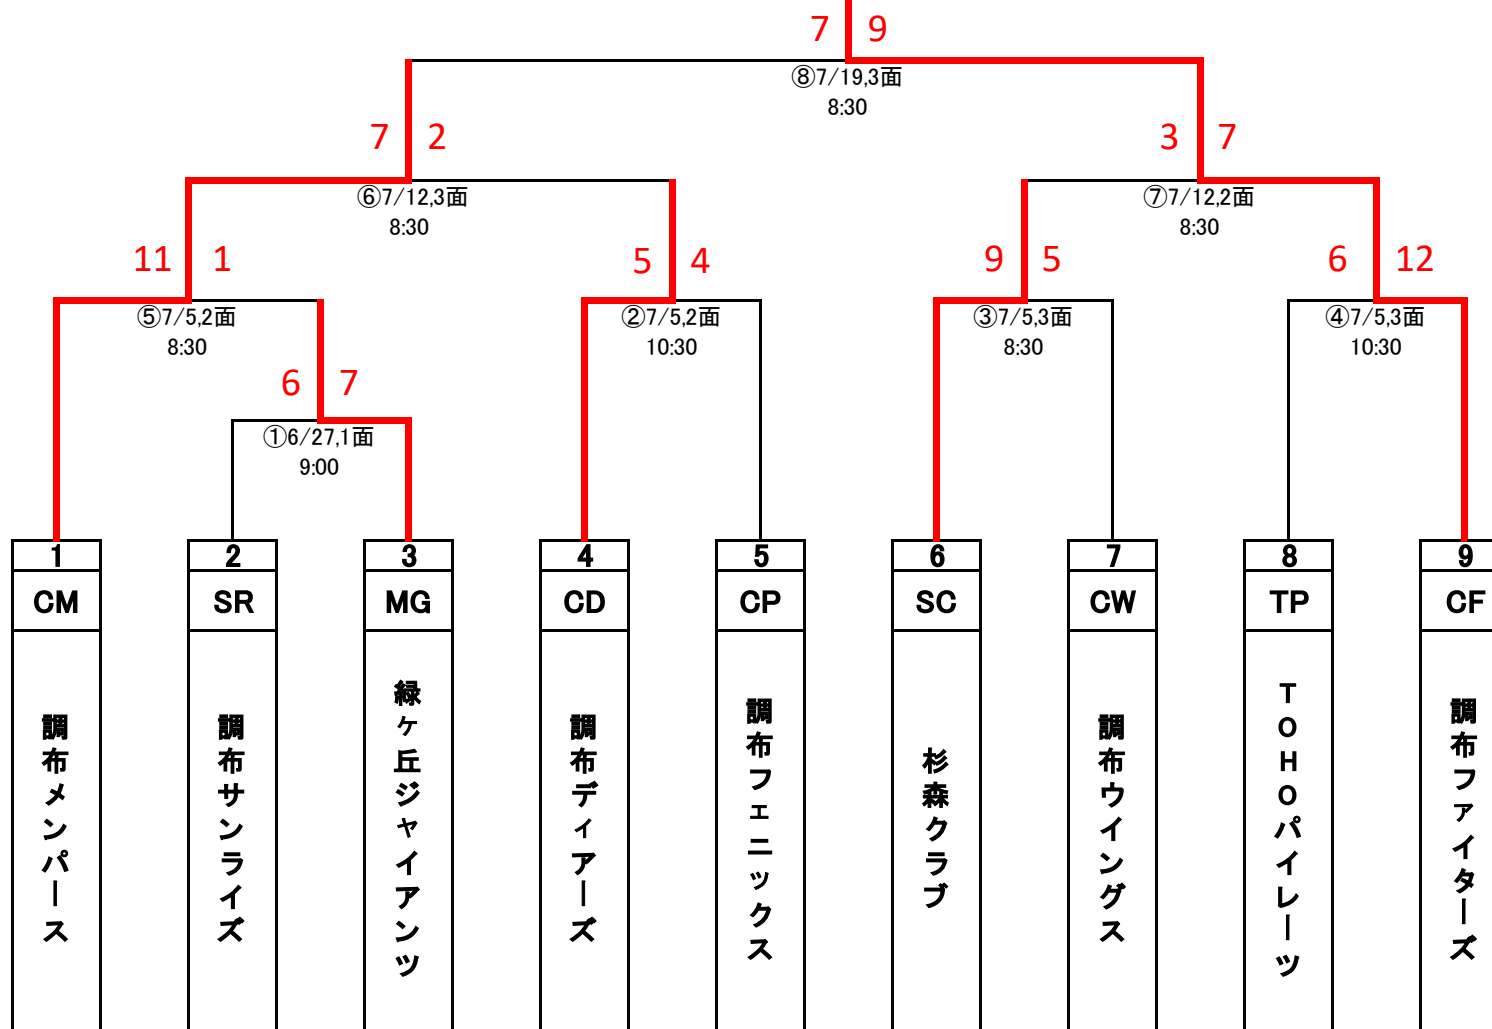 7 9
⑧7/19,3面
8:30
7 2
3 7
⑥7/12,3面
8:30
⑦7/12,2面
8:30
11 1
5 4
9 5
6 12
⑤7/5,2面
8:30
②7/5,2面
10:30
③7/5,3面
8:30
④7/5,3面
10:30
6 7
①6/27,1面
9:00
1
CM
調布メンパース
2
SR
調布サンライズ
3
MG
緑ヶ丘ジャイアンツ
4
CD
調布ディアーズ
5
CP
調布フェニックス
6
SC
杉森クラブ
7
CW
調布ウイングス
8
TP
TOHOパイレーツ
9
CF
調布ファイターズ